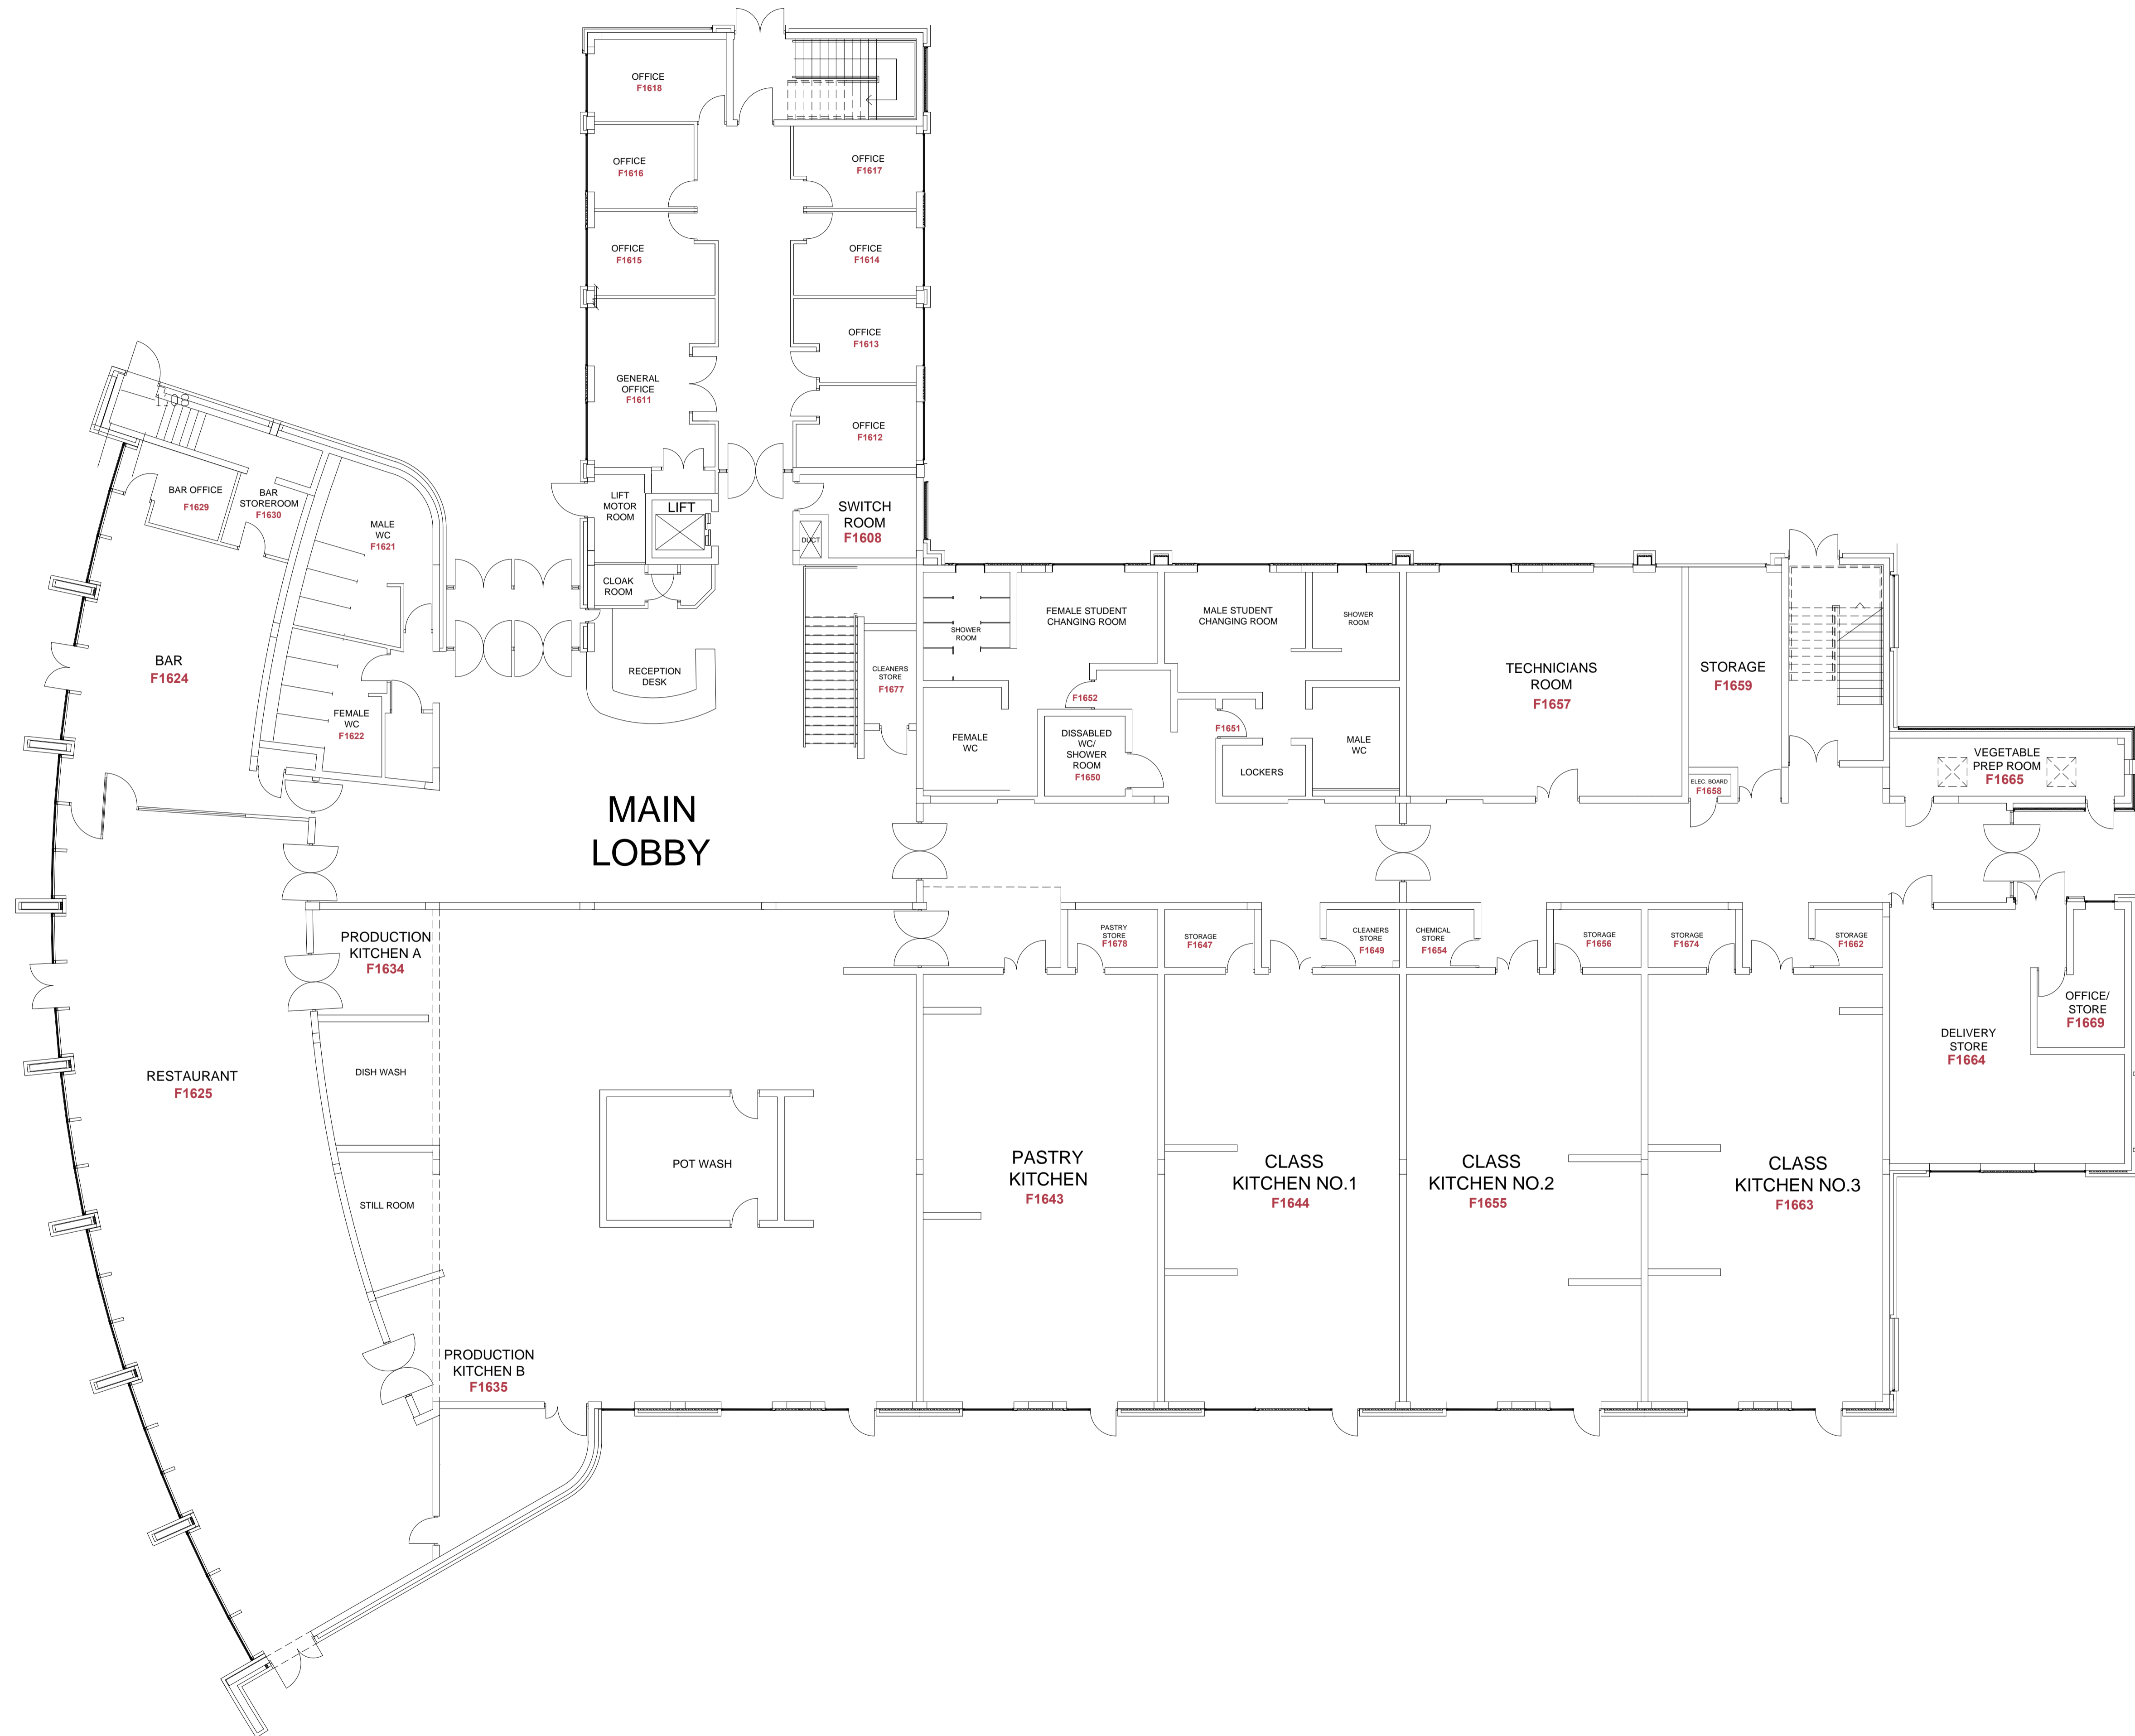 OFFICE
F1618
OFFICE
F1616
OFFICE
F1617
OFFICE
F1615
OFFICE
F1614
OFFICE
F1613
GENERAL
OFFICE
F1611
OFFICE
F1612
1108
BAR OFFICE
F1629
BAR
STOREROOM
F1630
MALE
WC
F1621
LIFT
MOTOR
ROOM
LIFT
DUCT
SWITCH
ROOM
F1608
CLOAK
ROOM
RECEPTION
DESK
CLEANERS
STORE
F1677
BAR
F1624
FEMALE
WC
F1622
SHOWER
ROOM
FEMALE STUDENT
CHANGING ROOM
MALE STUDENT
CHANGING ROOM
SHOWER
ROOM
F1652
F1651
FEMALE
WC
DISSABLED
WC/
SHOWER
ROOM
F1650
LOCKERS
MALE
WC
TECHNICIANS
ROOM
F1657
STORAGE
F1659
ELEC. BOARD
F1658
VEGETABLE
PREP ROOM
F1665
MAIN
LOBBY
PRODUCTION
KITCHEN A
F1634
PASTRY
STORE
F1678
STORAGE
F1647
CLEANERS
STORE
F1649
CHEMICAL
STORE
F1654
STORAGE
F1656
STORAGE
F1674
STORAGE
F1662
OFFICE/
STORE
F1669
DELIVERY
STORE
F1664
RESTAURANT
F1625
DISH WASH
STILL ROOM
POT WASH
PASTRY
KITCHEN
F1643
CLASS
KITCHEN NO.1
F1644
CLASS
KITCHEN NO.2
F1655
CLASS
KITCHEN NO.3
F1663
PRODUCTION
KITCHEN B
F1635